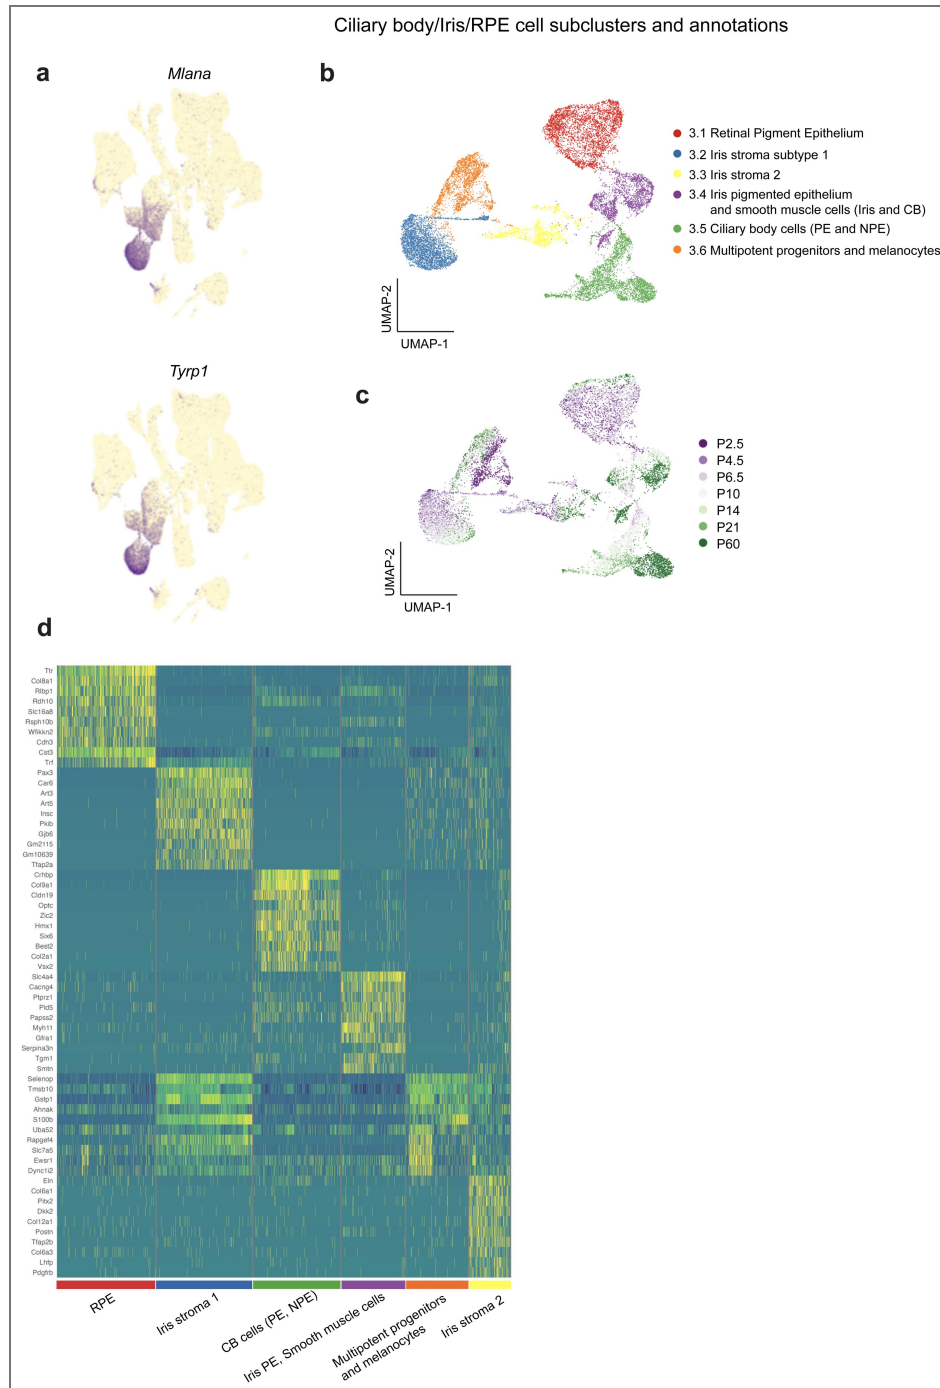 Ciliary body/Iris/RPE cell subclusters and annotations
a
Mlana
Tyrp1
b
3.1 Retinal Pigment Epithelium
3.2 Iris stroma subtype 1
3.3 Iris stroma 2
3.4 Iris pigmented epithelium
and smooth muscle cells (Iris and CB)
3.5 Ciliary body cells (PE and NPE)
3.6 Multipotent progenitors and melanocytes
UMAP-2
UMAP-1
c
P2.5
P4.5
P6.5
P10
P14
P21
P60
UMAP-2
UMAP-1
d
Ttr
Col8a1
Rlbp1
Rdh10
Slc16a8
Rsph10b
Wfikkn2
Cdh3
Cst3
Trf
Pax3
Car6
Art3
Art5
Insc
Pkib
Gjb6
Gm2115
Gm10639
Tfap2a
Crhbp
Col9a1
Cldn19
Optc
Zic2
Hmx1
Six6
Best2
Col2a1
Vsx2
Slc4a4
Cacng4
Ptprz1
Pld5
Papss2
Myh11
Gfra1
Serpina3n
Tgm1
Smtn
Selenop
Tmsb10
Gstp1
Ahnak
S100b
Uba52
Rapgef4
Slc7a5
Ewsr1
Dync1i2
Eln
Col6a1
Pitx2
Dkk2
Col12a1
Postn
Tfap2b
Col6a3
Lhfp
Pdgfrb
RPE
Iris stroma 1
CB cells (PE, NPE)
Iris PE, Smooth muscle cells
Multipotent progenitors
and melanocytes
Iris stroma 2